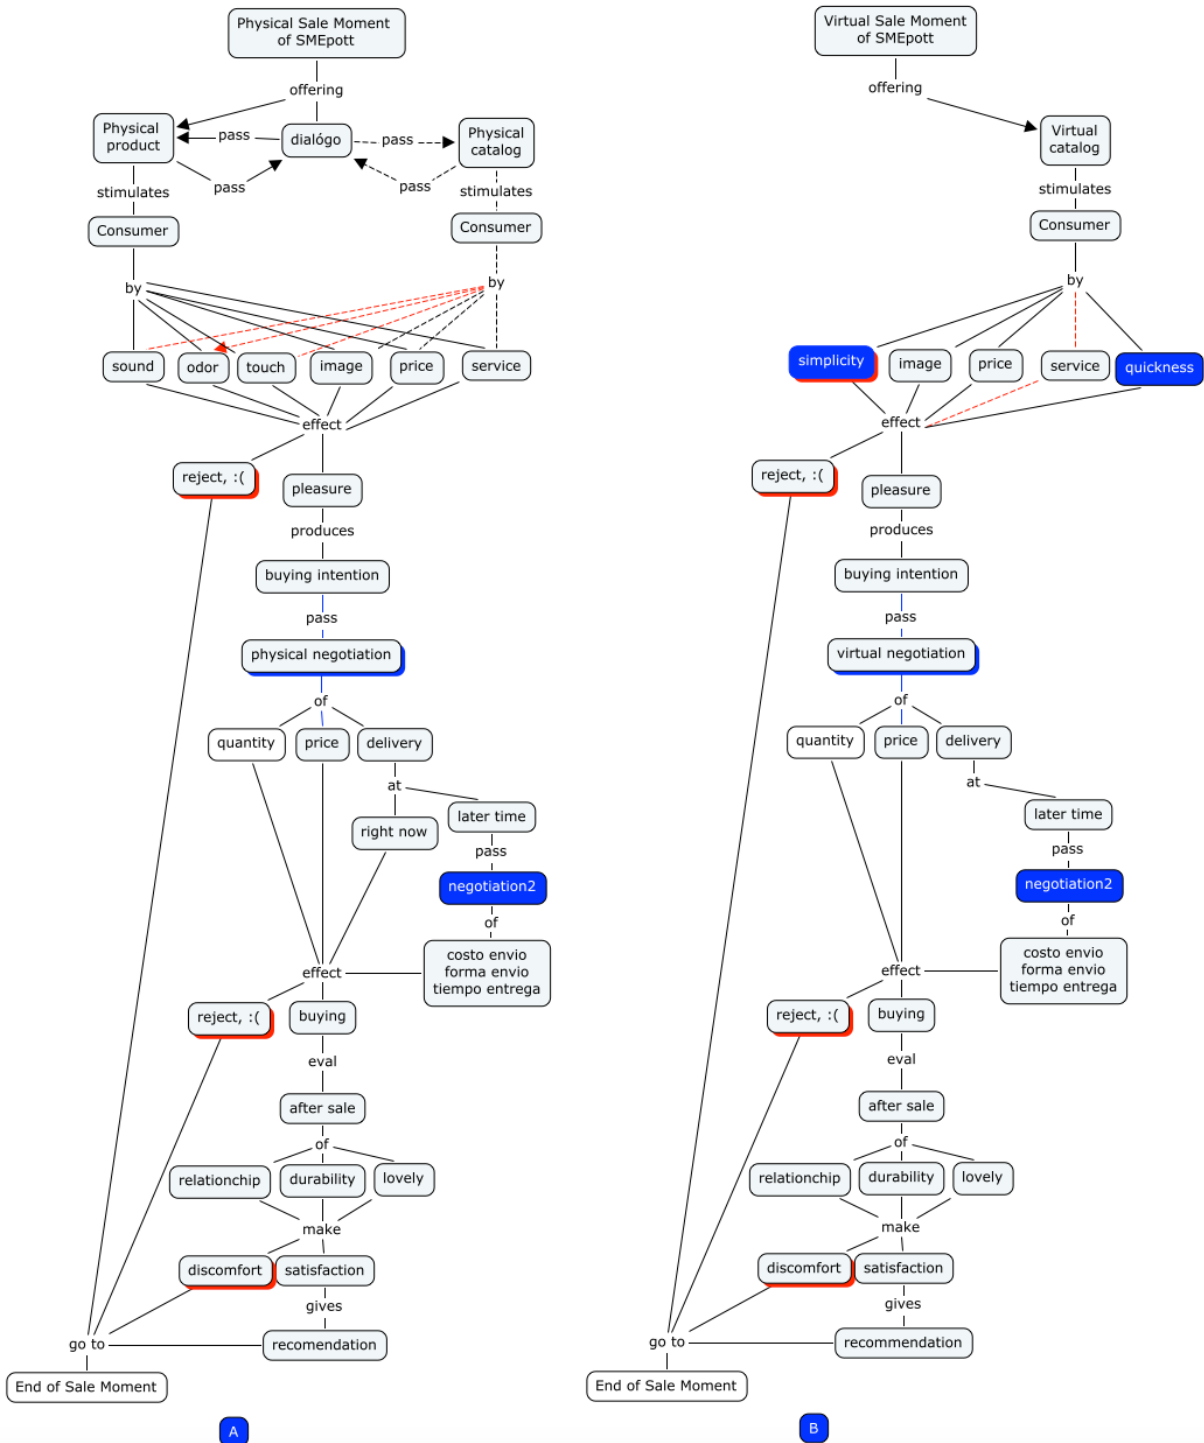 Physical Sale Moment
of SMEpott
offering
Physical
product
pass
dialógo
pass
Physical
catalog
pass
pass
stimulates
stimulates
Consumer
Consumer
by
by
sound
odor
touch
image
price
service
effect
reject, :(
pleasure
produces
buying intention
pass
physical negotiation
of
quantity
price
delivery
at
right now
later time
pass
negotiation2
of
costo envio
forma envio
tiempo entrega
effect
reject, :(
buying
eval
after sale
of
relationchip
durability
lovely
make
discomfort
satisfaction
gives
go to
recomendation
End of Sale Moment
A
Virtual Sale Moment
of SMEpott
offering
Virtual
catalog
stimulates
Consumer
by
simplicity
image
price
service
quickness
effect
reject, :(
pleasure
produces
buying intention
pass
virtual negotiation
of
quantity
price
delivery
at
later time
pass
negotiation2
of
costo envio
forma envio
tiempo entrega
effect
reject, :(
buying
eval
after sale
of
relationchip
durability
lovely
make
discomfort
satisfaction
gives
go to
recommendation
End of Sale Moment
B